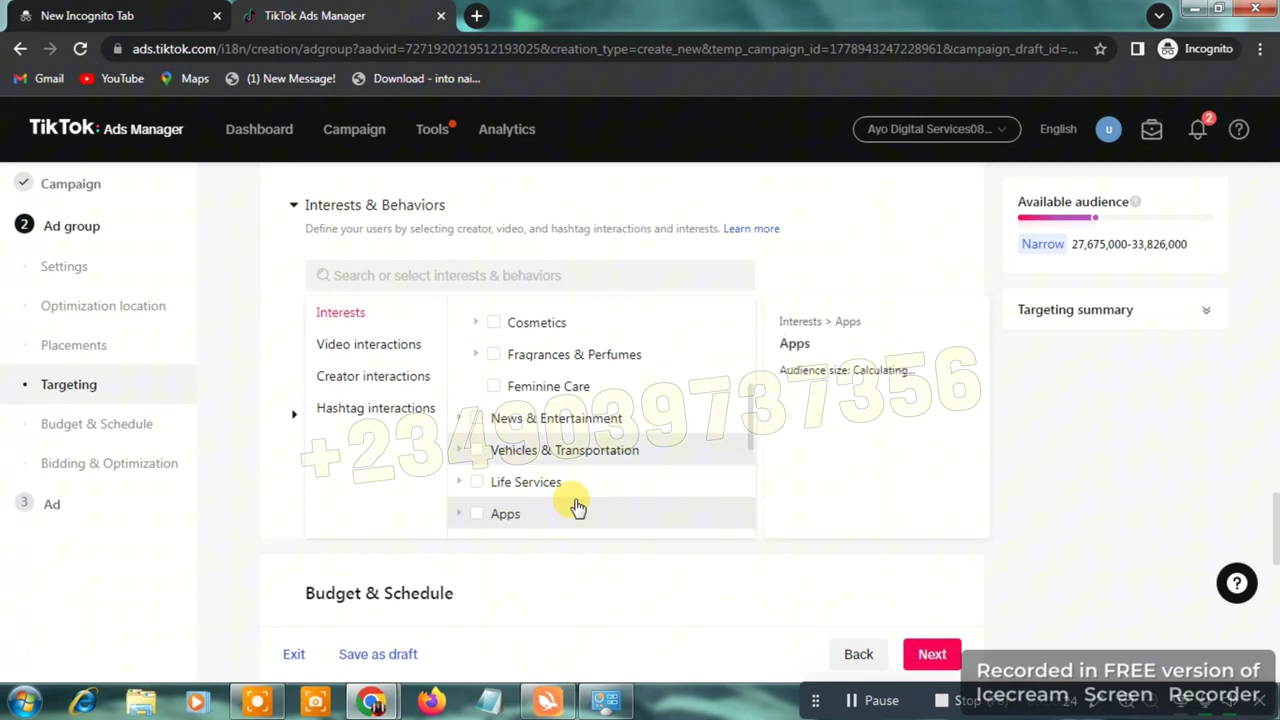 New Incognito Tab
TikTok Ads Manager
ads.tiktok.com/i18n/creation/adgroup?aadvid=7271920219512193025&creation_type=create_new&temp_campaign_id=1778943247228961&campaign_draft_id=...
Incognito
Gmail
YouTube
Maps
(1) New Message!
Download - into nai...
TikTok: Ads Manager
Dashboard
Campaign
Tools
Analytics
Ayo Digital Services08...
English
u
2
Campaign
2 Ad group
Settings
Optimization location
Placements
Targeting
Budget & Schedule
Bidding & Optimization
3 Ad
Interests & Behaviors
Define your users by selecting creator, video, and hashtag interactions and interests. Learn more
Search or select interests & behaviors
Interests
Video interactions
Creator interactions
Hashtag interactions
Cosmetics
Fragrances & Perfumes
Feminine Care
News & Entertainment
Vehicles & Transportation
Life Services
Apps
Interests > Apps
Apps
Audience size: Calculating...
+2349039737356
Available audience
Narrow 27,675,000-33,826,000
Targeting summary
Budget & Schedule
Exit
Save as draft
Back
Next
Recorded in FREE version of
Icecream Screen Recorder
Pause